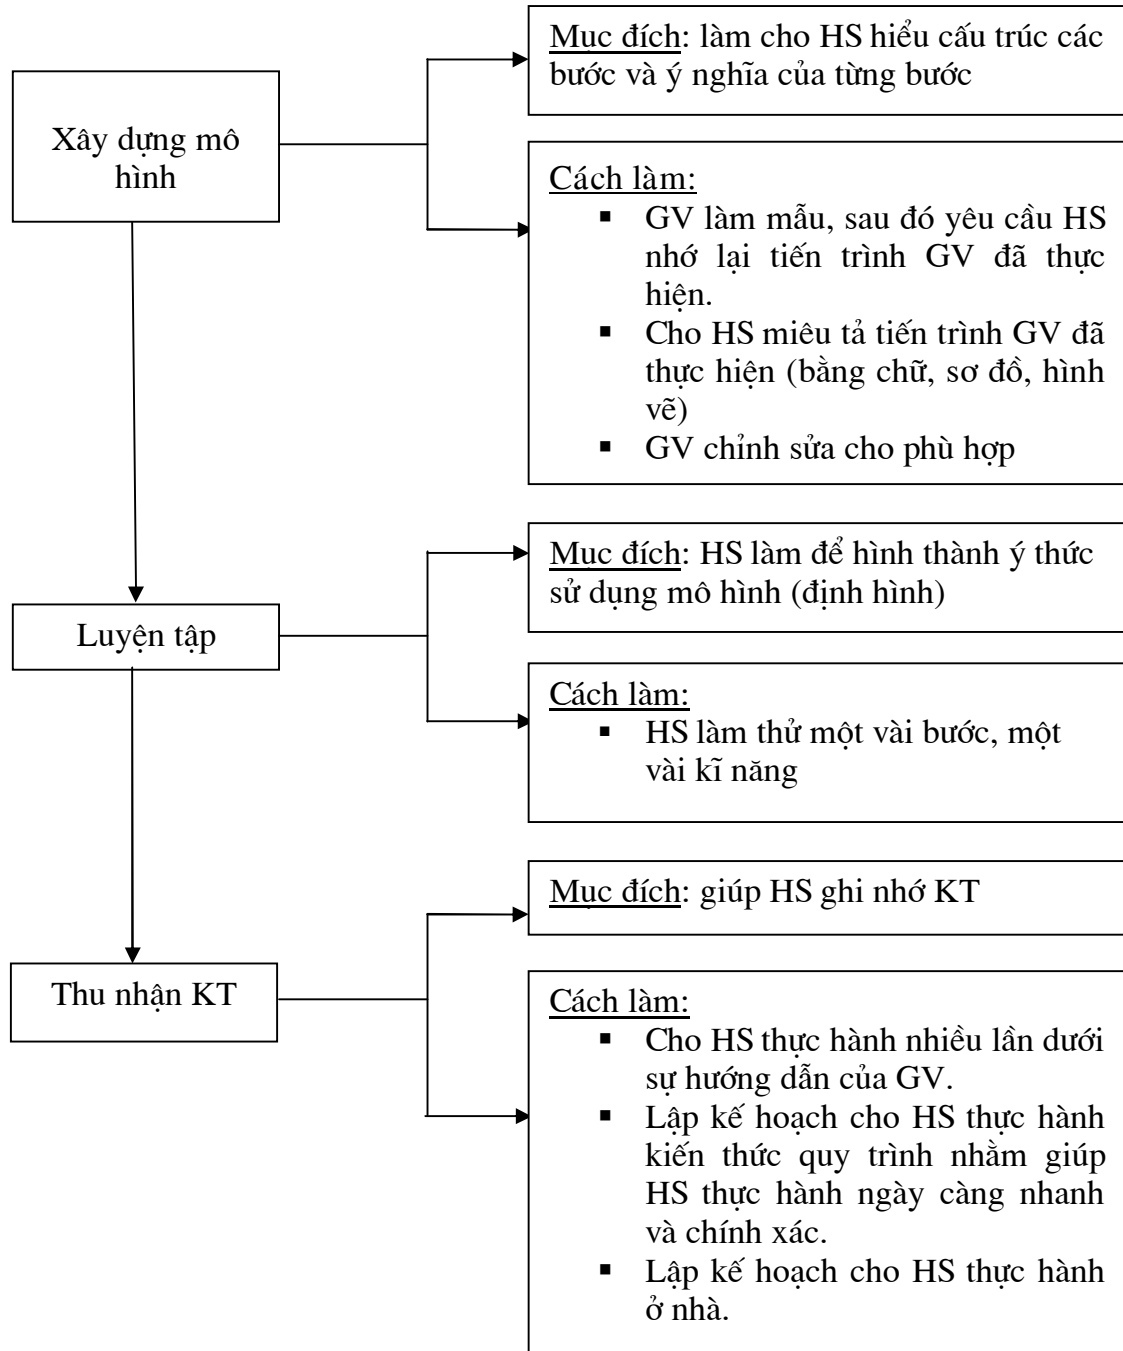 Xây dựng mô
hình
Mục đích: làm cho HS hiểu cấu trúc các
bước và ý nghĩa của từng bước
Cách làm:
▪ GV làm mẫu, sau đó yêu cầu HS
nhớ lại tiến trình GV đã thực
hiện.
▪ Cho HS miêu tả tiến trình GV đã
thực hiện (bằng chữ, sơ đồ, hình
vẽ)
▪ GV chỉnh sửa cho phù hợp
Luyện tập
Mục đích: HS làm để hình thành ý thức
sử dụng mô hình (định hình)
Cách làm:
▪ HS làm thử một vài bước, một
vài kĩ năng
Thu nhận KT
Mục đích: giúp HS ghi nhớ KT
Cách làm:
▪ Cho HS thực hành nhiều lần dưới
sự hướng dẫn của GV.
▪ Lập kế hoạch cho HS thực hành
kiến thức quy trình nhằm giúp
HS thực hành ngày càng nhanh
và chính xác.
▪ Lập kế hoạch cho HS thực hành
ở nhà.